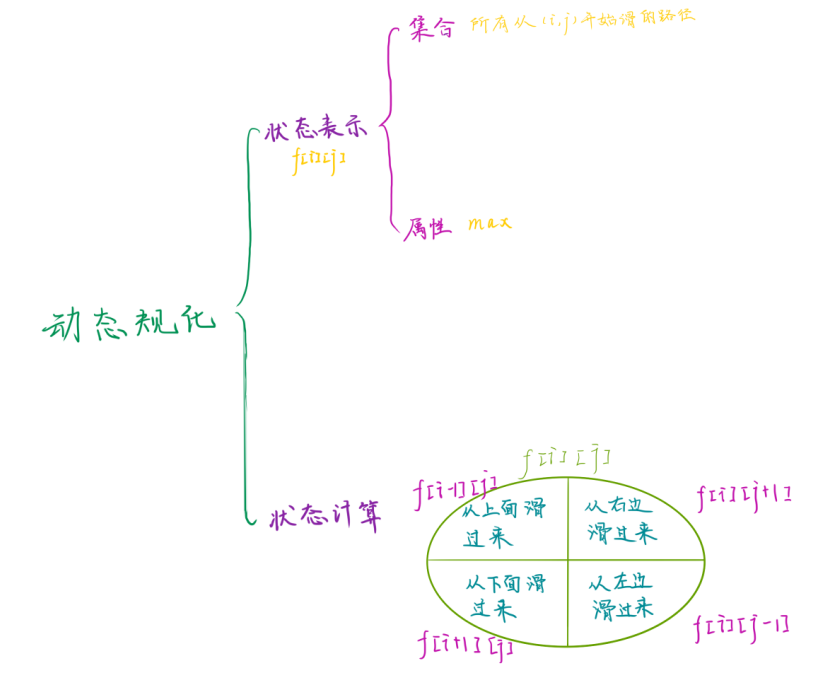 集合 所有从(i,j)开始滑的路径
状态表示
f[i][j]
属性 max
动态规化
状态计算
f[i][j]
f[i-1][j]
从上面滑
过来
f[i][j+1]
从右边
滑过来
从下面滑
过来
f[i+1][j]
从左边
滑过来
f[i][j-1]